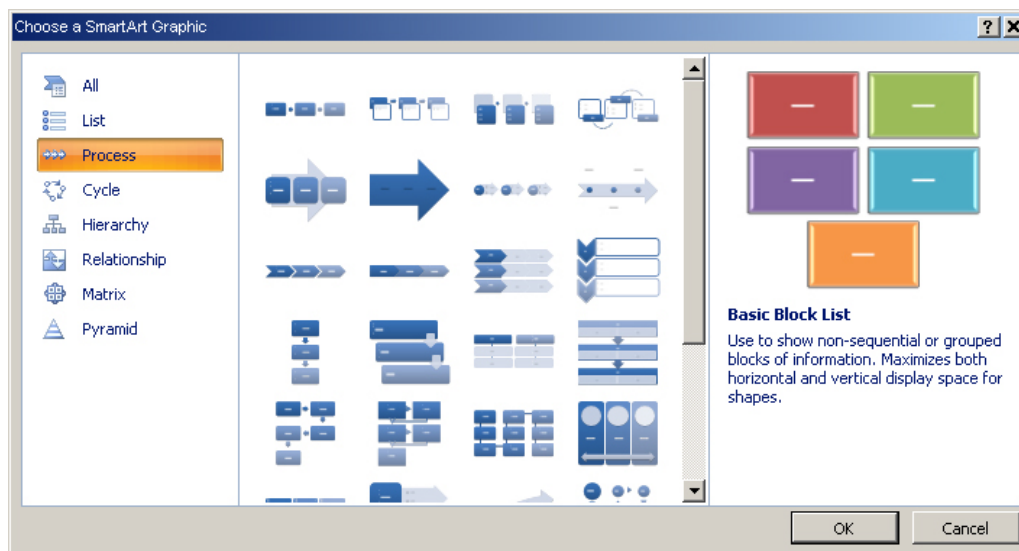 Choose a SmartArt Graphic
All
List
Process
Cycle
Hierarchy
Relationship
Matrix
Pyramid
Basic Block List
Use to show non-sequential or grouped
blocks of information. Maximizes both
horizontal and vertical display space for
shapes.
OK
Cancel